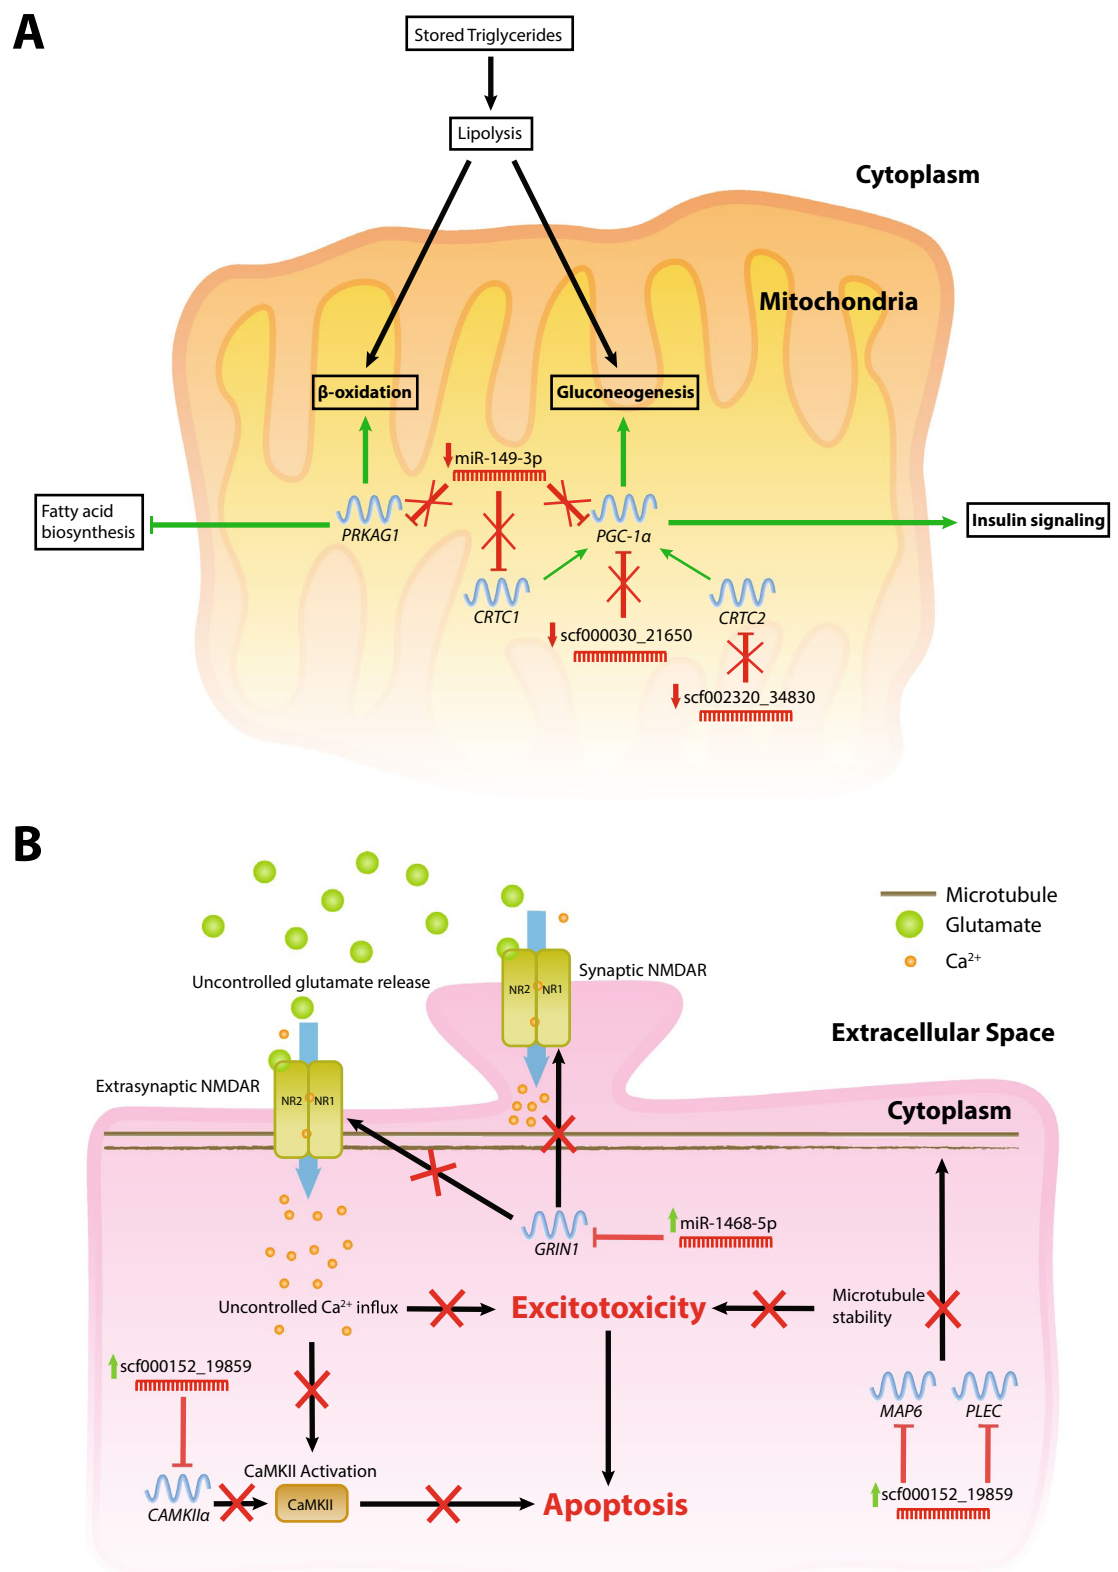 A
Stored Triglycerides
Lipolysis
Cytoplasm
Mitochondria
β-oxidation
Gluconeogenesis
miR-149-3p
Fatty acid
biosynthesis
PRKAG1
PGC-1α
Insulin signaling
CRTC1
CRTC2
scf000030_21650
scf002320_34830
B
Microtubule
Glutamate
Ca²⁺
Uncontrolled glutamate release
Synaptic NMDAR
NR2
NR1
Extracellular Space
Extrasynaptic NMDAR
NR2
NR1
Cytoplasm
miR-1468-5p
GRIN1
Uncontrolled Ca²⁺ influx
Excitotoxicity
Microtubule
stability
scf000152_19859
MAP6
PLEC
CaMKII Activation
CaMKII
CAMKIIα
Apoptosis
scf000152_19859